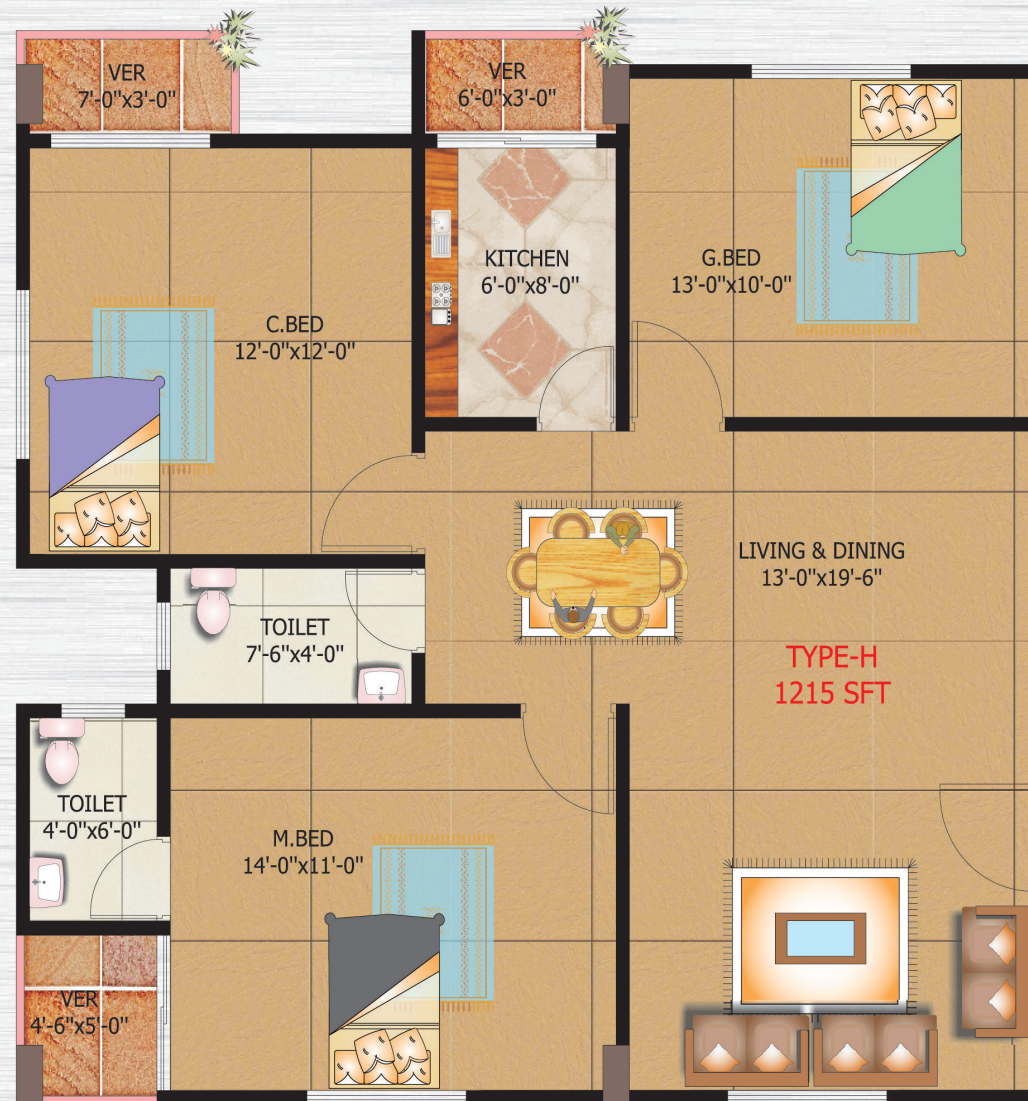 VER
7'-0"x3'-0"
VER
6'-0"x3'-0"
KITCHEN
6'-0"x8'-0"
G.BED
13'-0"x10'-0"
C.BED
12'-0"x12'-0"
LIVING & DINING
13'-0"x19'-6"
TOILET
7'-6"x4'-0"
TYPE-H
1215 SFT
TOILET
4'-0"x6'-0"
M.BED
14'-0"x11'-0"
VER
4'-6"x5'-0"